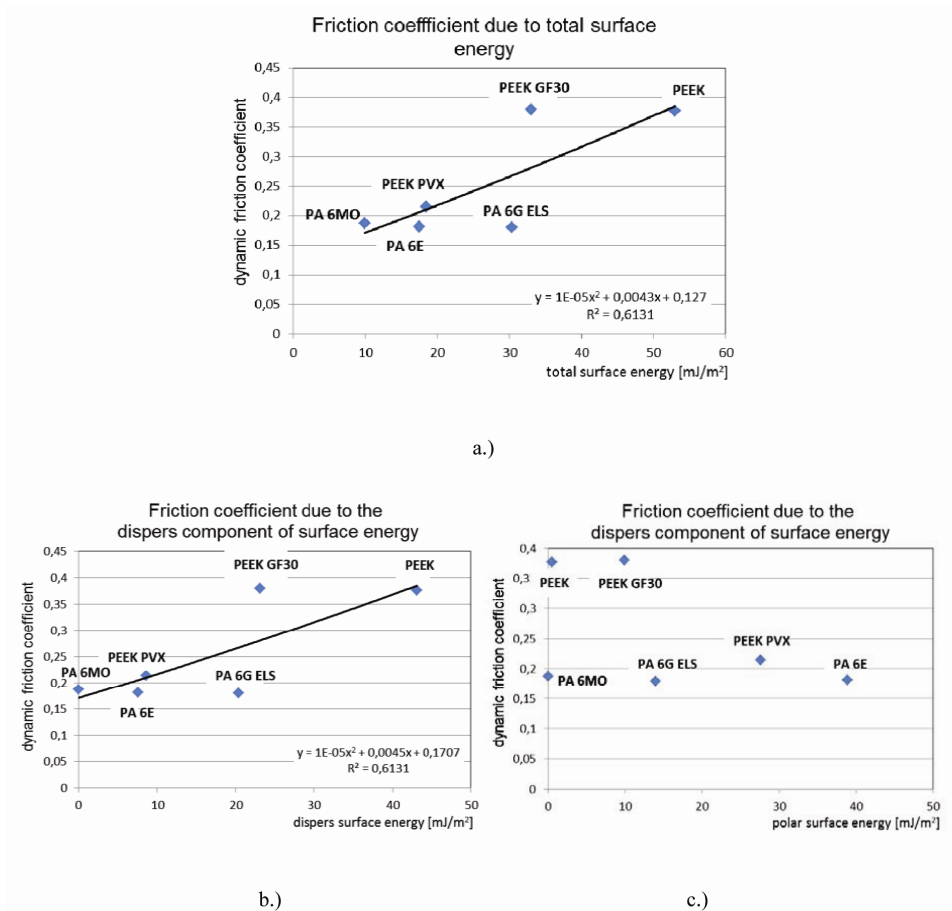 Friction coeffficient due to total surface
energy
dynamic friction coefficient
0,45
0,4
0,35
0,3
0,25
0,2
0,15
0,1
0,05
0
PEEK GF30
PEEK
PEEK PVX
PA 6MO
PA 6G ELS
PA 6E
y = 1E-05x² + 0,0043x + 0,127
R² = 0,6131
0 10 20 30 40 50 60
total surface energy [mJ/m²]
a.)
Friction coefficient due to the
dispers component of surface energy
dynamic friction coefficient
0,45
0,4
0,35
0,3
0,25
0,2
0,15
0,1
0,05
0
PEEK GF30
PEEK
PEEK PVX
PA 6MO
PA 6G ELS
PA 6E
y = 1E-05x² + 0,0045x + 0,1707
R² = 0,6131
0 10 20 30 40 50
dispers surface energy [mJ/m²]
b.)
Friction coefficient due to the
dispers component of surface energy
dynamic friction coefficient
0,4
0,3
0,25
0,2
0,15
0,1
0,05
0
PEEK
PEEK GF30
PEEK PVX
PA 6G ELS
PA 6E
PA 6MO
0 10 20 30 40 50
polar surface energy [mJ/m²]
c.)